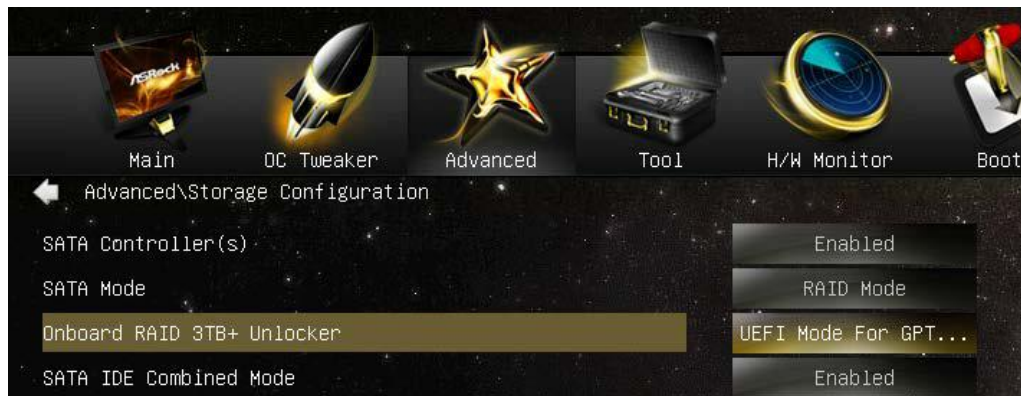 ASRock
Main OC Tweaker Advanced Tool H/W Monitor Boot
Advanced\Storage Configuration
SATA Controller(s) Enabled
SATA Mode RAID Mode
Onboard RAID 3TB+ Unlocker UEFI Mode For GPT...
SATA IDE Combined Mode Enabled